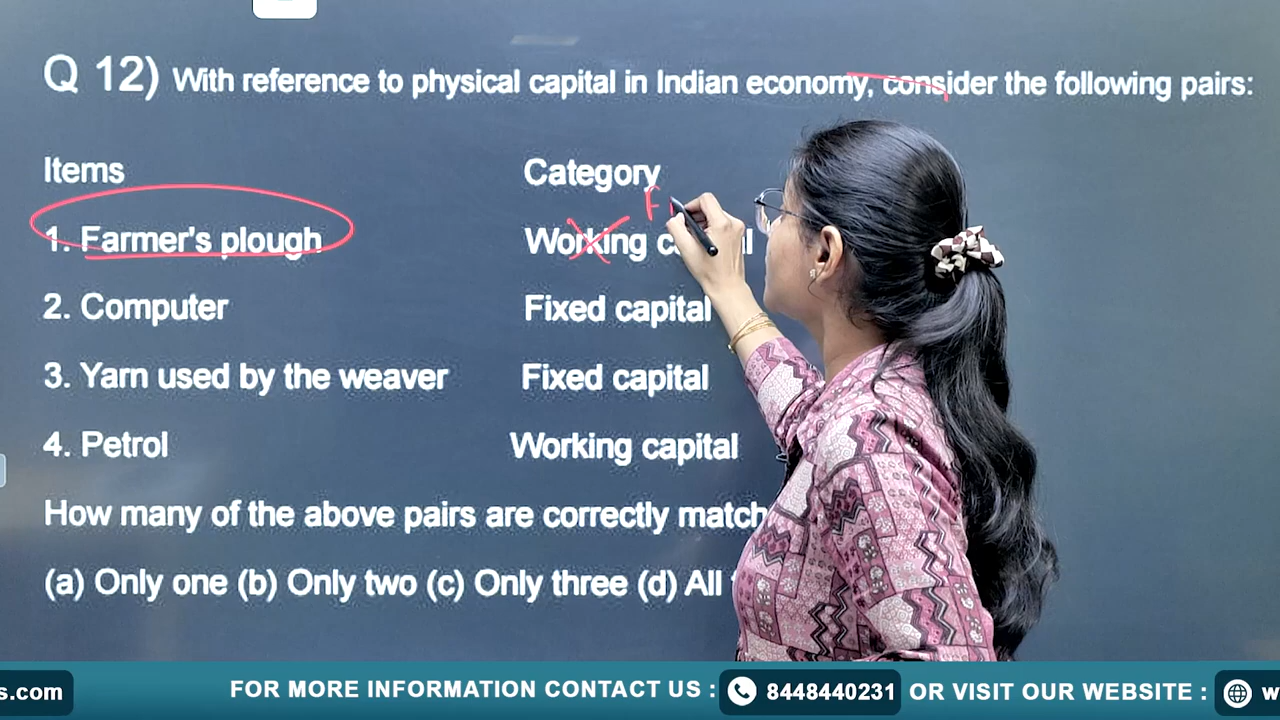 Q 12) With reference to physical capital in Indian economy, consider the following pairs:
Items Category
F
1. Farmer's plough Working
2. Computer Fixed capital
3. Yarn used by the weaver Fixed capital
4. Petrol Working capital
How many of the above pairs are correctly
(a) Only one (b) Only two (c) Only three (d) All
s.com FOR MORE INFORMATION CONTACT US : 8448440231 OR VISIT OUR WEBSITE : w